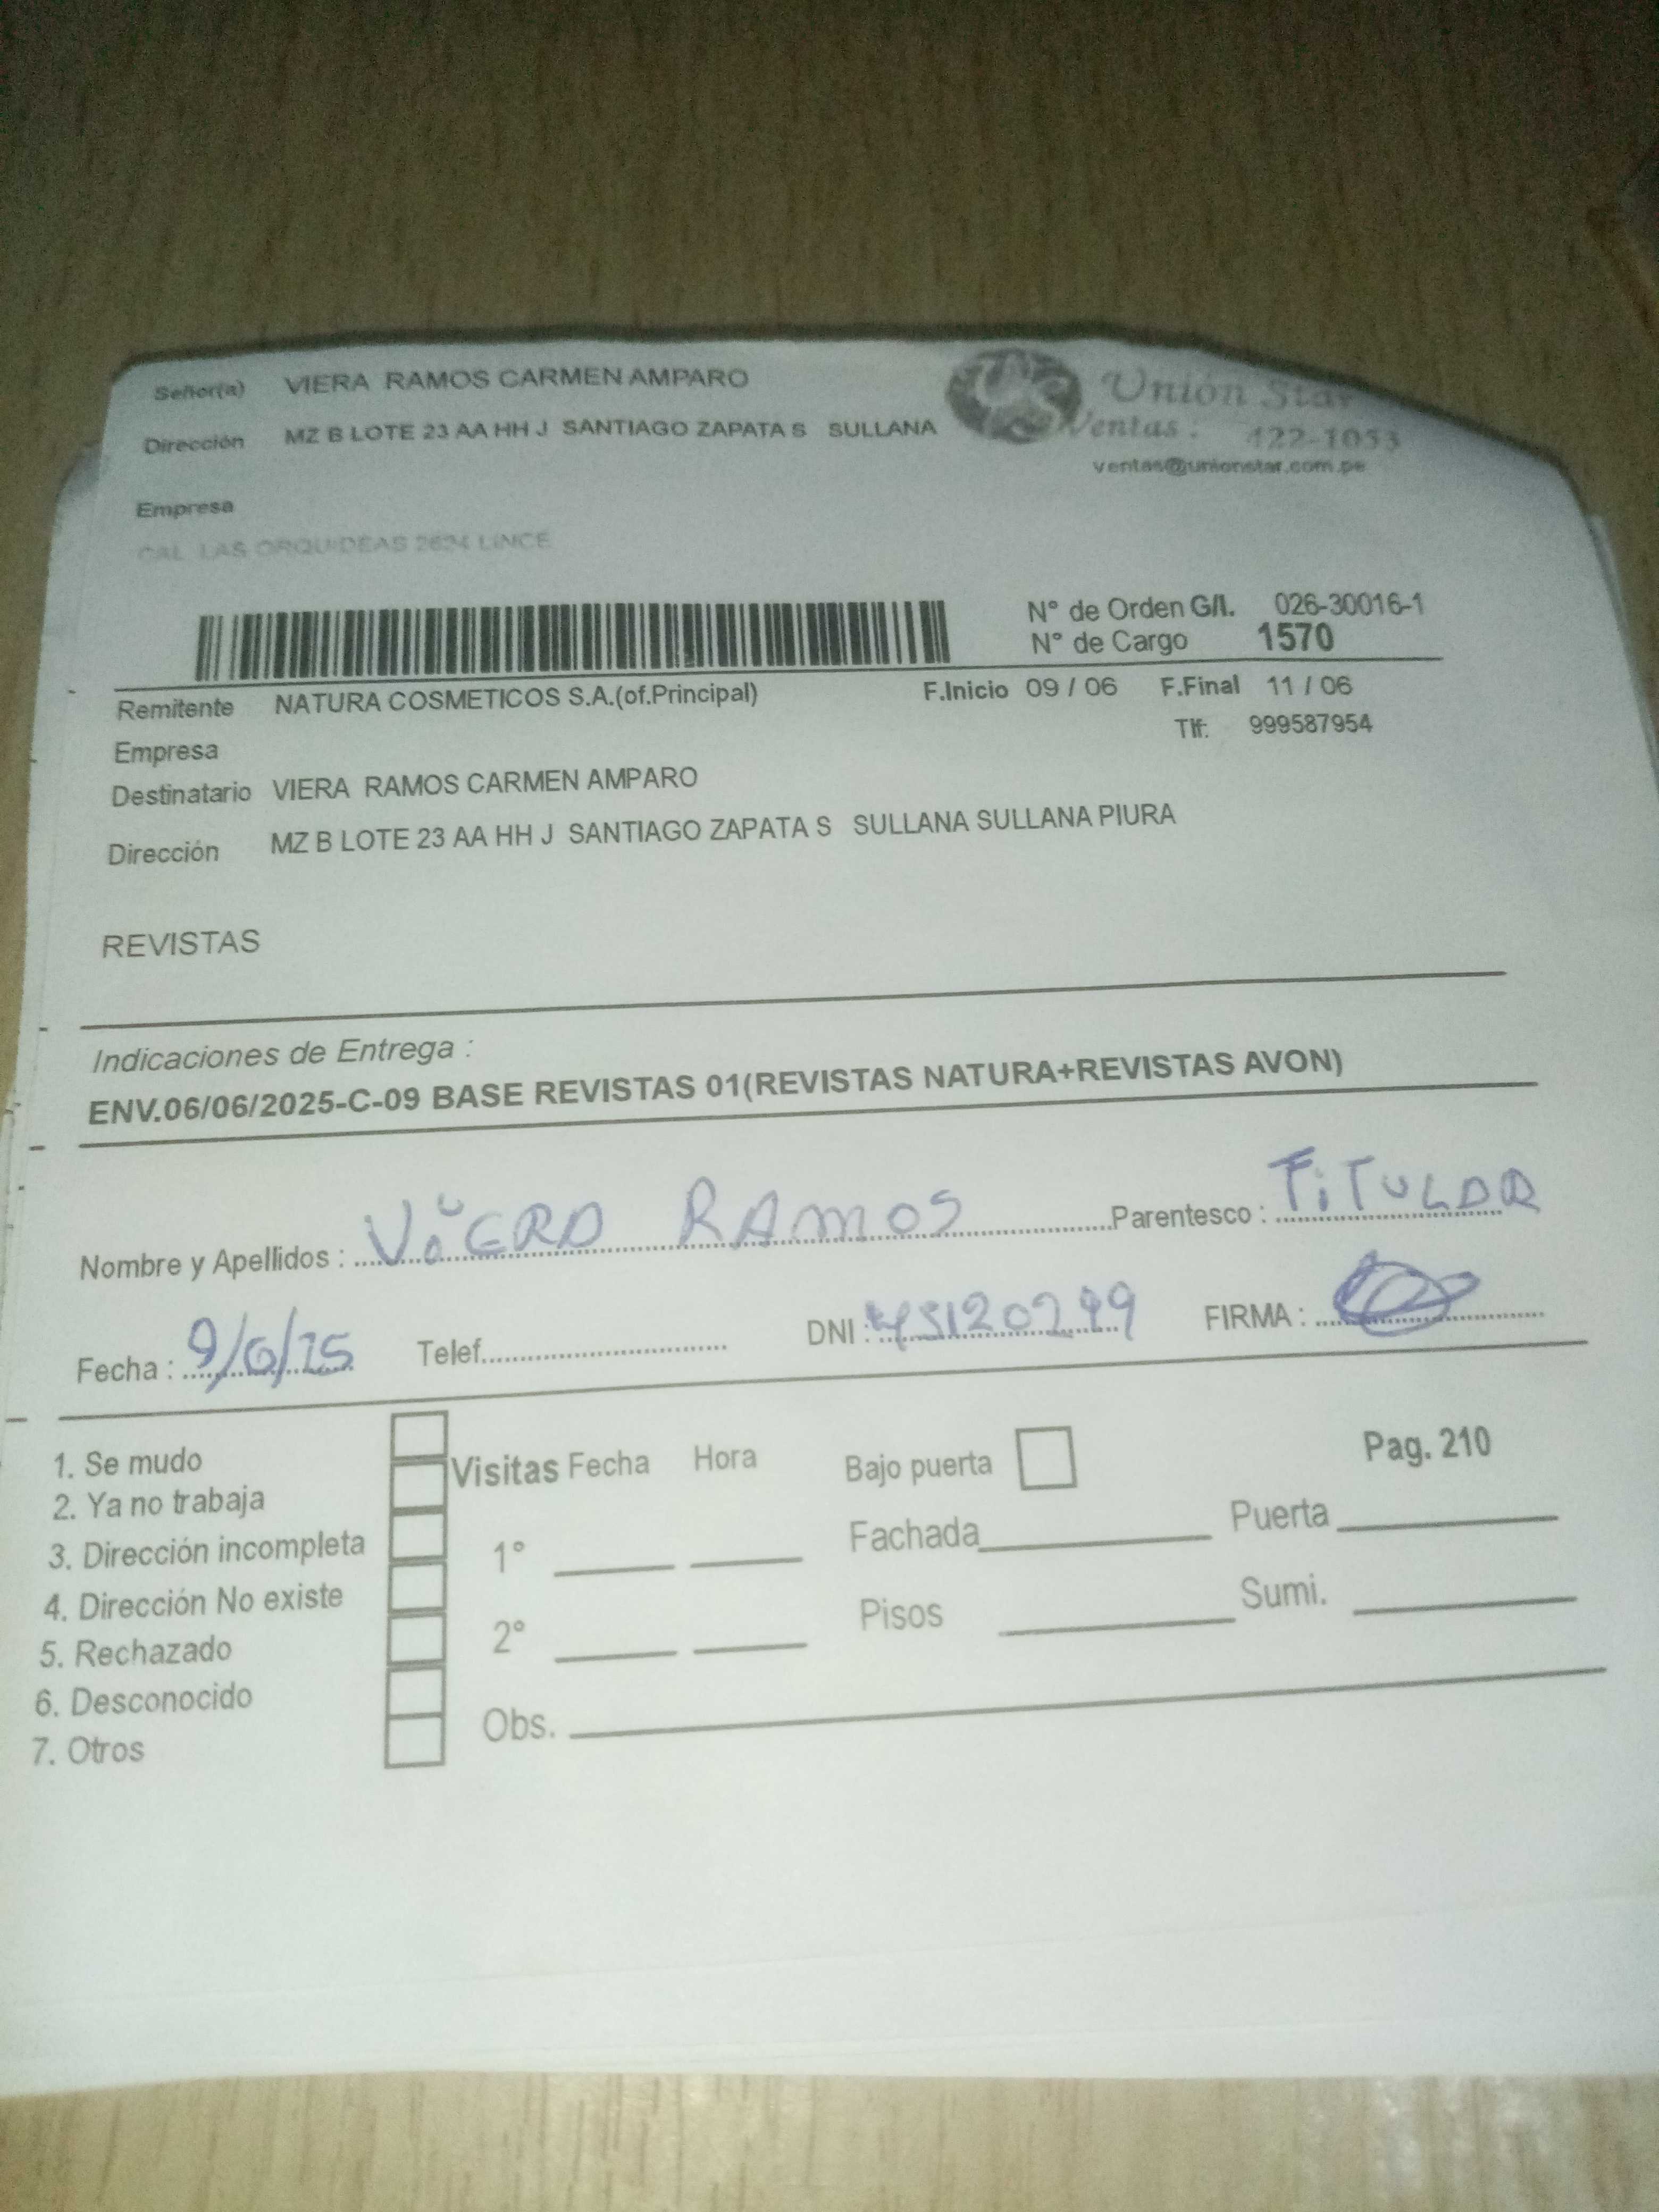 Señor(a) VIERA RAMOS CARMEN AMPARO
Dirección MZ B LOTE 23 AA HH J SANTIAGO ZAPATA S SULLANA
Unión Star
Ventas : 422-1053
ventas@unionstar.com.pe
Empresa
CAL LAS ORQUIDEAS 2624 LINCE
N° de Orden G/I. 026-30016-1
N° de Cargo 1570
Remitente NATURA COSMETICOS S.A.(of.Principal) F.Inicio 09 / 06 F.Final 11 / 06
Empresa Tlf: 999587954
Destinatario VIERA RAMOS CARMEN AMPARO
Dirección MZ B LOTE 23 AA HH J SANTIAGO ZAPATA S SULLANA SULLANA PIURA
REVISTAS
Indicaciones de Entrega :
ENV.06/06/2025-C-09 BASE REVISTAS 01(REVISTAS NATURA+REVISTAS AVON)
Nombre y Apellidos : VIERA RAMOS Parentesco : TITULAR
Fecha : 9/6/25 Telef. DNI : 45120299 FIRMA :
1. Se mudo
2. Ya no trabaja
3. Dirección incompleta
4. Dirección No existe
5. Rechazado
6. Desconocido
7. Otros
Visitas Fecha Hora
1°
2°
Obs.
Bajo puerta Pag. 210
Fachada Puerta
Pisos Sumi.